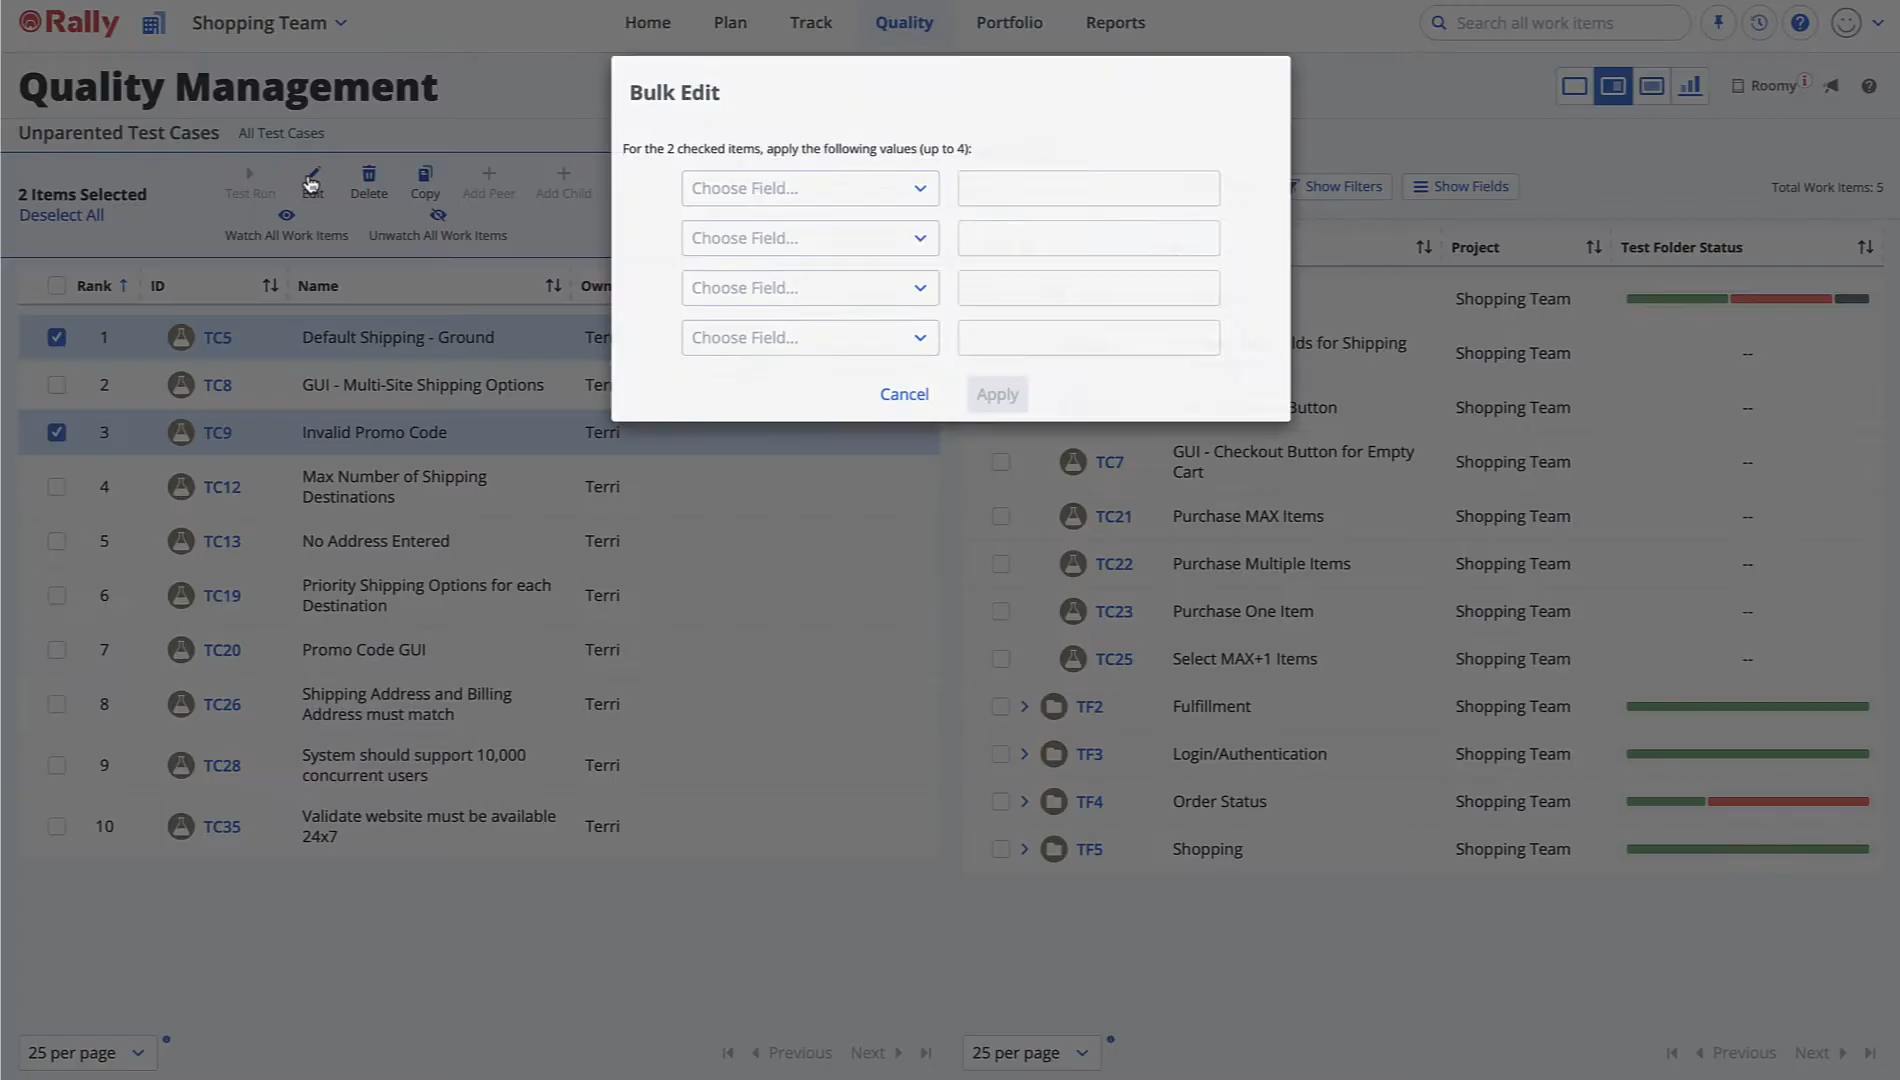 Rally
Shopping Team
Home
Plan
Track
Quality
Portfolio
Reports
Search all work items
Quality Management
Roomy
Unparented Test Cases
All Test Cases
2 Items Selected
Deselect All
Test Run
Edit
Delete
Copy
Add Peer
Add Child
Watch All Work Items
Unwatch All Work Items
Bulk Edit
For the 2 checked items, apply the following values (up to 4):
Choose Field...
Choose Field...
Choose Field...
Choose Field...
Cancel
Apply
Show Filters
Show Fields
Total Work Items: 5
Rank
ID
Name
Own
1 TC5 Default Shipping - Ground Terri
2 TC8 GUI - Multi-Site Shipping Options Terri
3 TC9 Invalid Promo Code Terri
4 TC12 Max Number of Shipping Terri
Destinations
5 TC13 No Address Entered Terri
6 TC19 Priority Shipping Options for each Terri
Destination
7 TC20 Promo Code GUI Terri
8 TC26 Shipping Address and Billing Terri
Address must match
9 TC28 System should support 10,000 Terri
concurrent users
10 TC35 Validate website must be available Terri
24x7
25 per page
Previous
Next
Project
Test Folder Status
Shopping Team
lds for Shipping Shopping Team --
Button Shopping Team --
TC7 GUI - Checkout Button for Empty Shopping Team --
Cart
TC21 Purchase MAX Items Shopping Team --
TC22 Purchase Multiple Items Shopping Team --
TC23 Purchase One Item Shopping Team --
TC25 Select MAX+1 Items Shopping Team --
TF2 Fulfillment Shopping Team
TF3 Login/Authentication Shopping Team
TF4 Order Status Shopping Team
TF5 Shopping Shopping Team
25 per page
Previous
Next